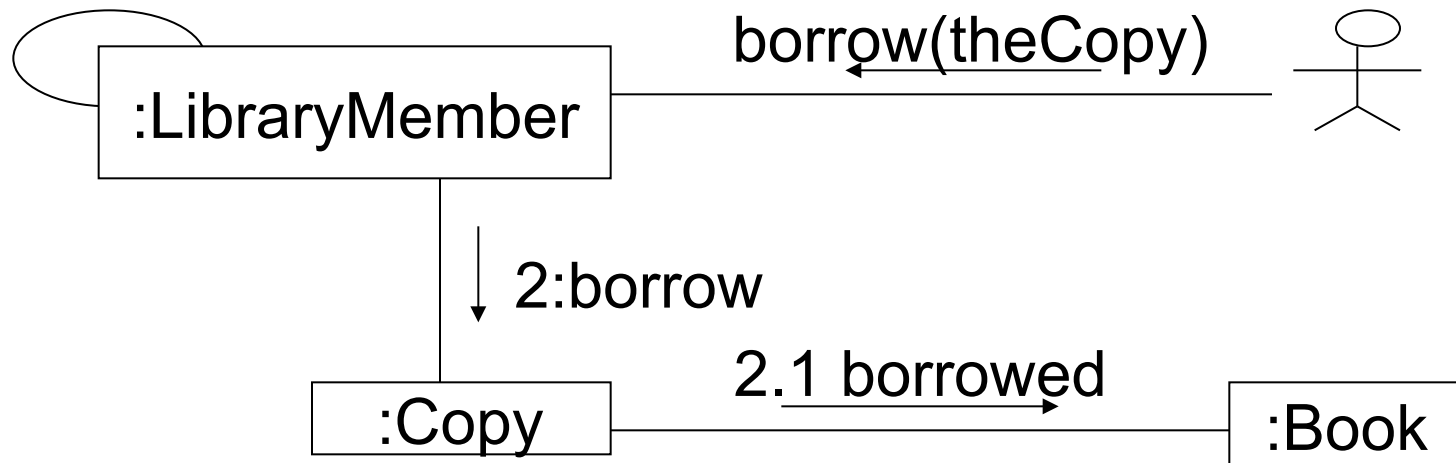 borrow(theCopy)
:LibraryMember
2:borrow
2.1 borrowed
:Copy
:Book